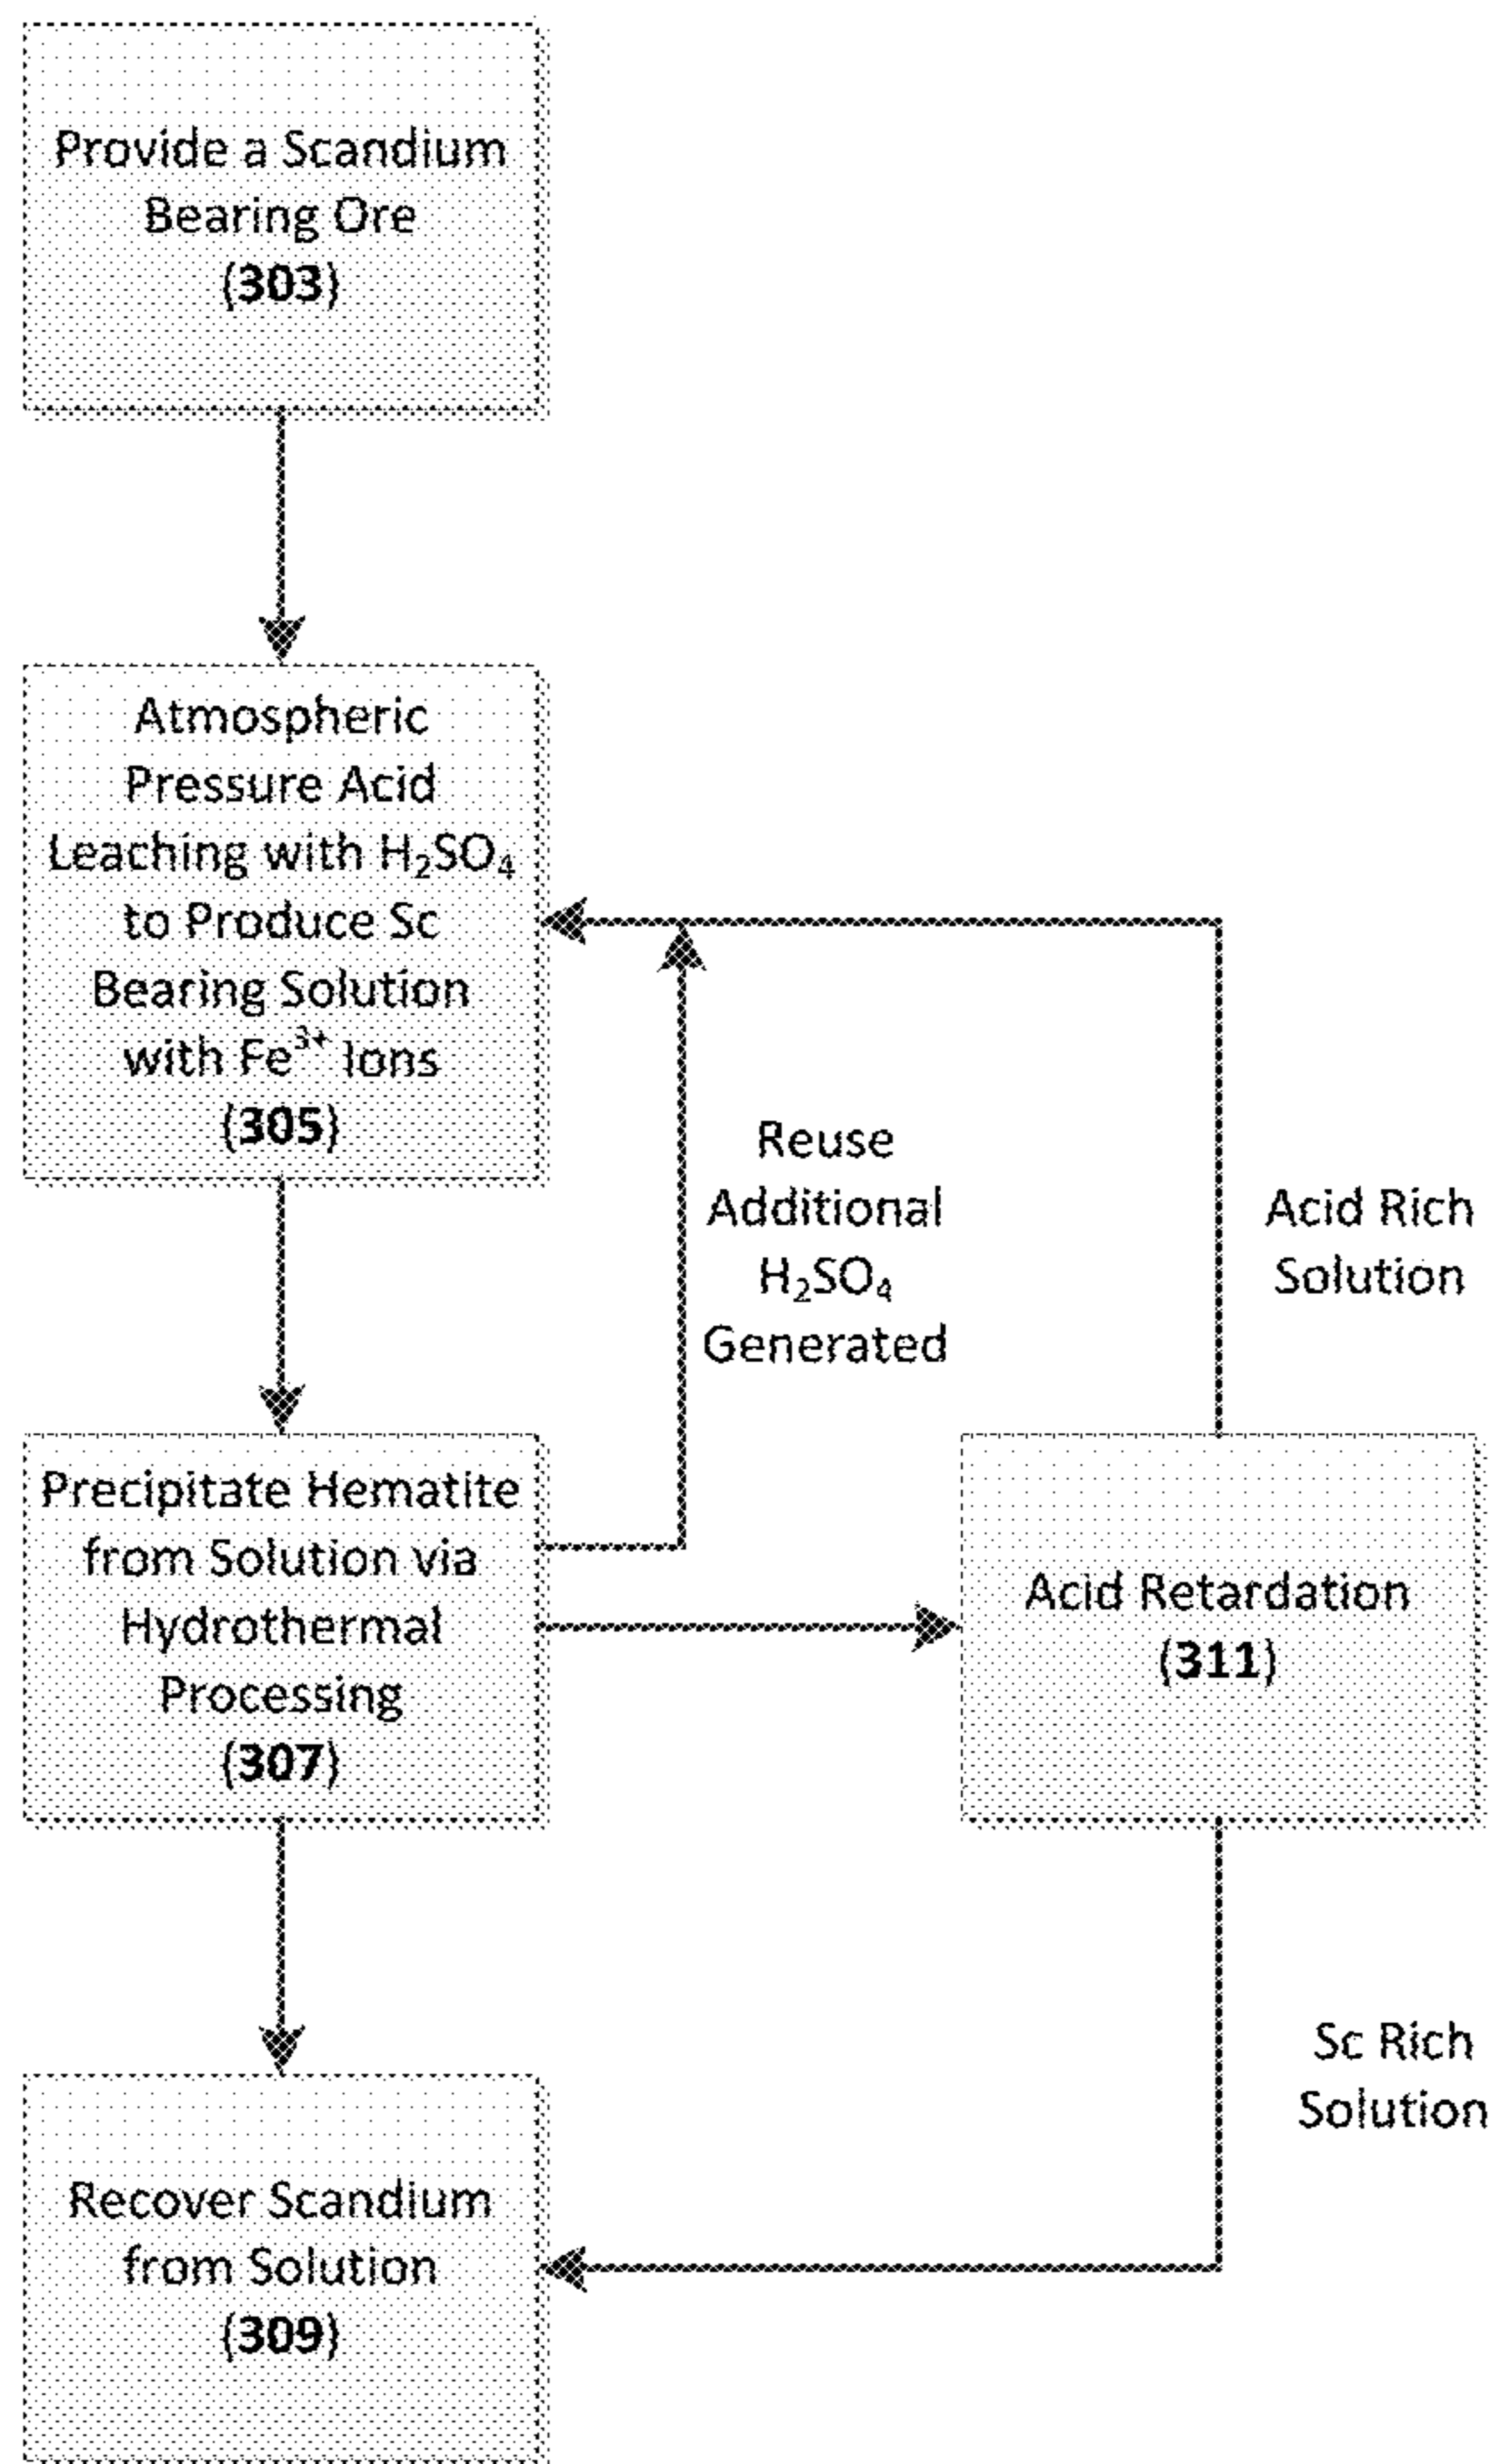 Provide a Scandium
Bearing Ore
(303)
Atmospheric
Pressure Acid
Leaching with H₂SO₄
to Produce Sc
Bearing Solution
with Fe³⁺ Ions
(305)
Reuse
Additional
H₂SO₄
Generated
Acid Rich
Solution
Precipitate Hematite
from Solution via
Hydrothermal
Processing
(307)
Acid Retardation
(311)
Sc Rich
Solution
Recover Scandium
from Solution
(309)